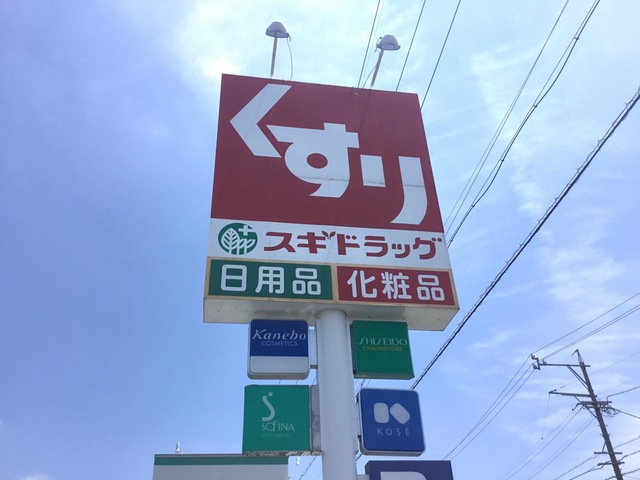 くすり
スギドラッグ
日用品
化粧品
Kanebo
COSMETICS
SHISEIDO
CHAINSTORE
SOFINA
KOSÉ